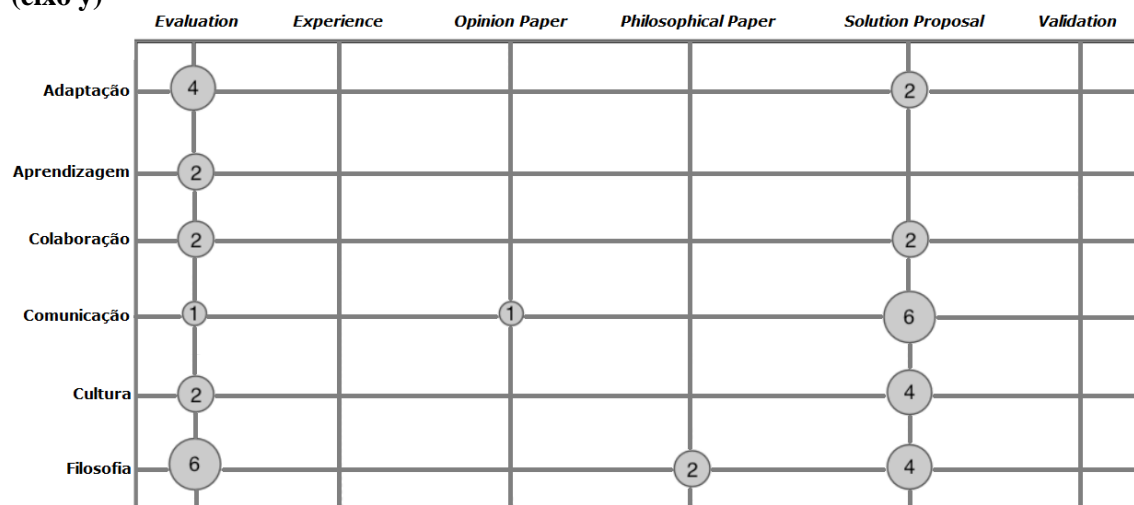 (eixo y)
Evaluation Experience Opinion Paper Philosophical Paper Solution Proposal Validation
Adaptação 4 2
Aprendizagem 2
Colaboração 2 2
Comunicação 1 1 6
Cultura 2 4
Filosofia 6 2 4